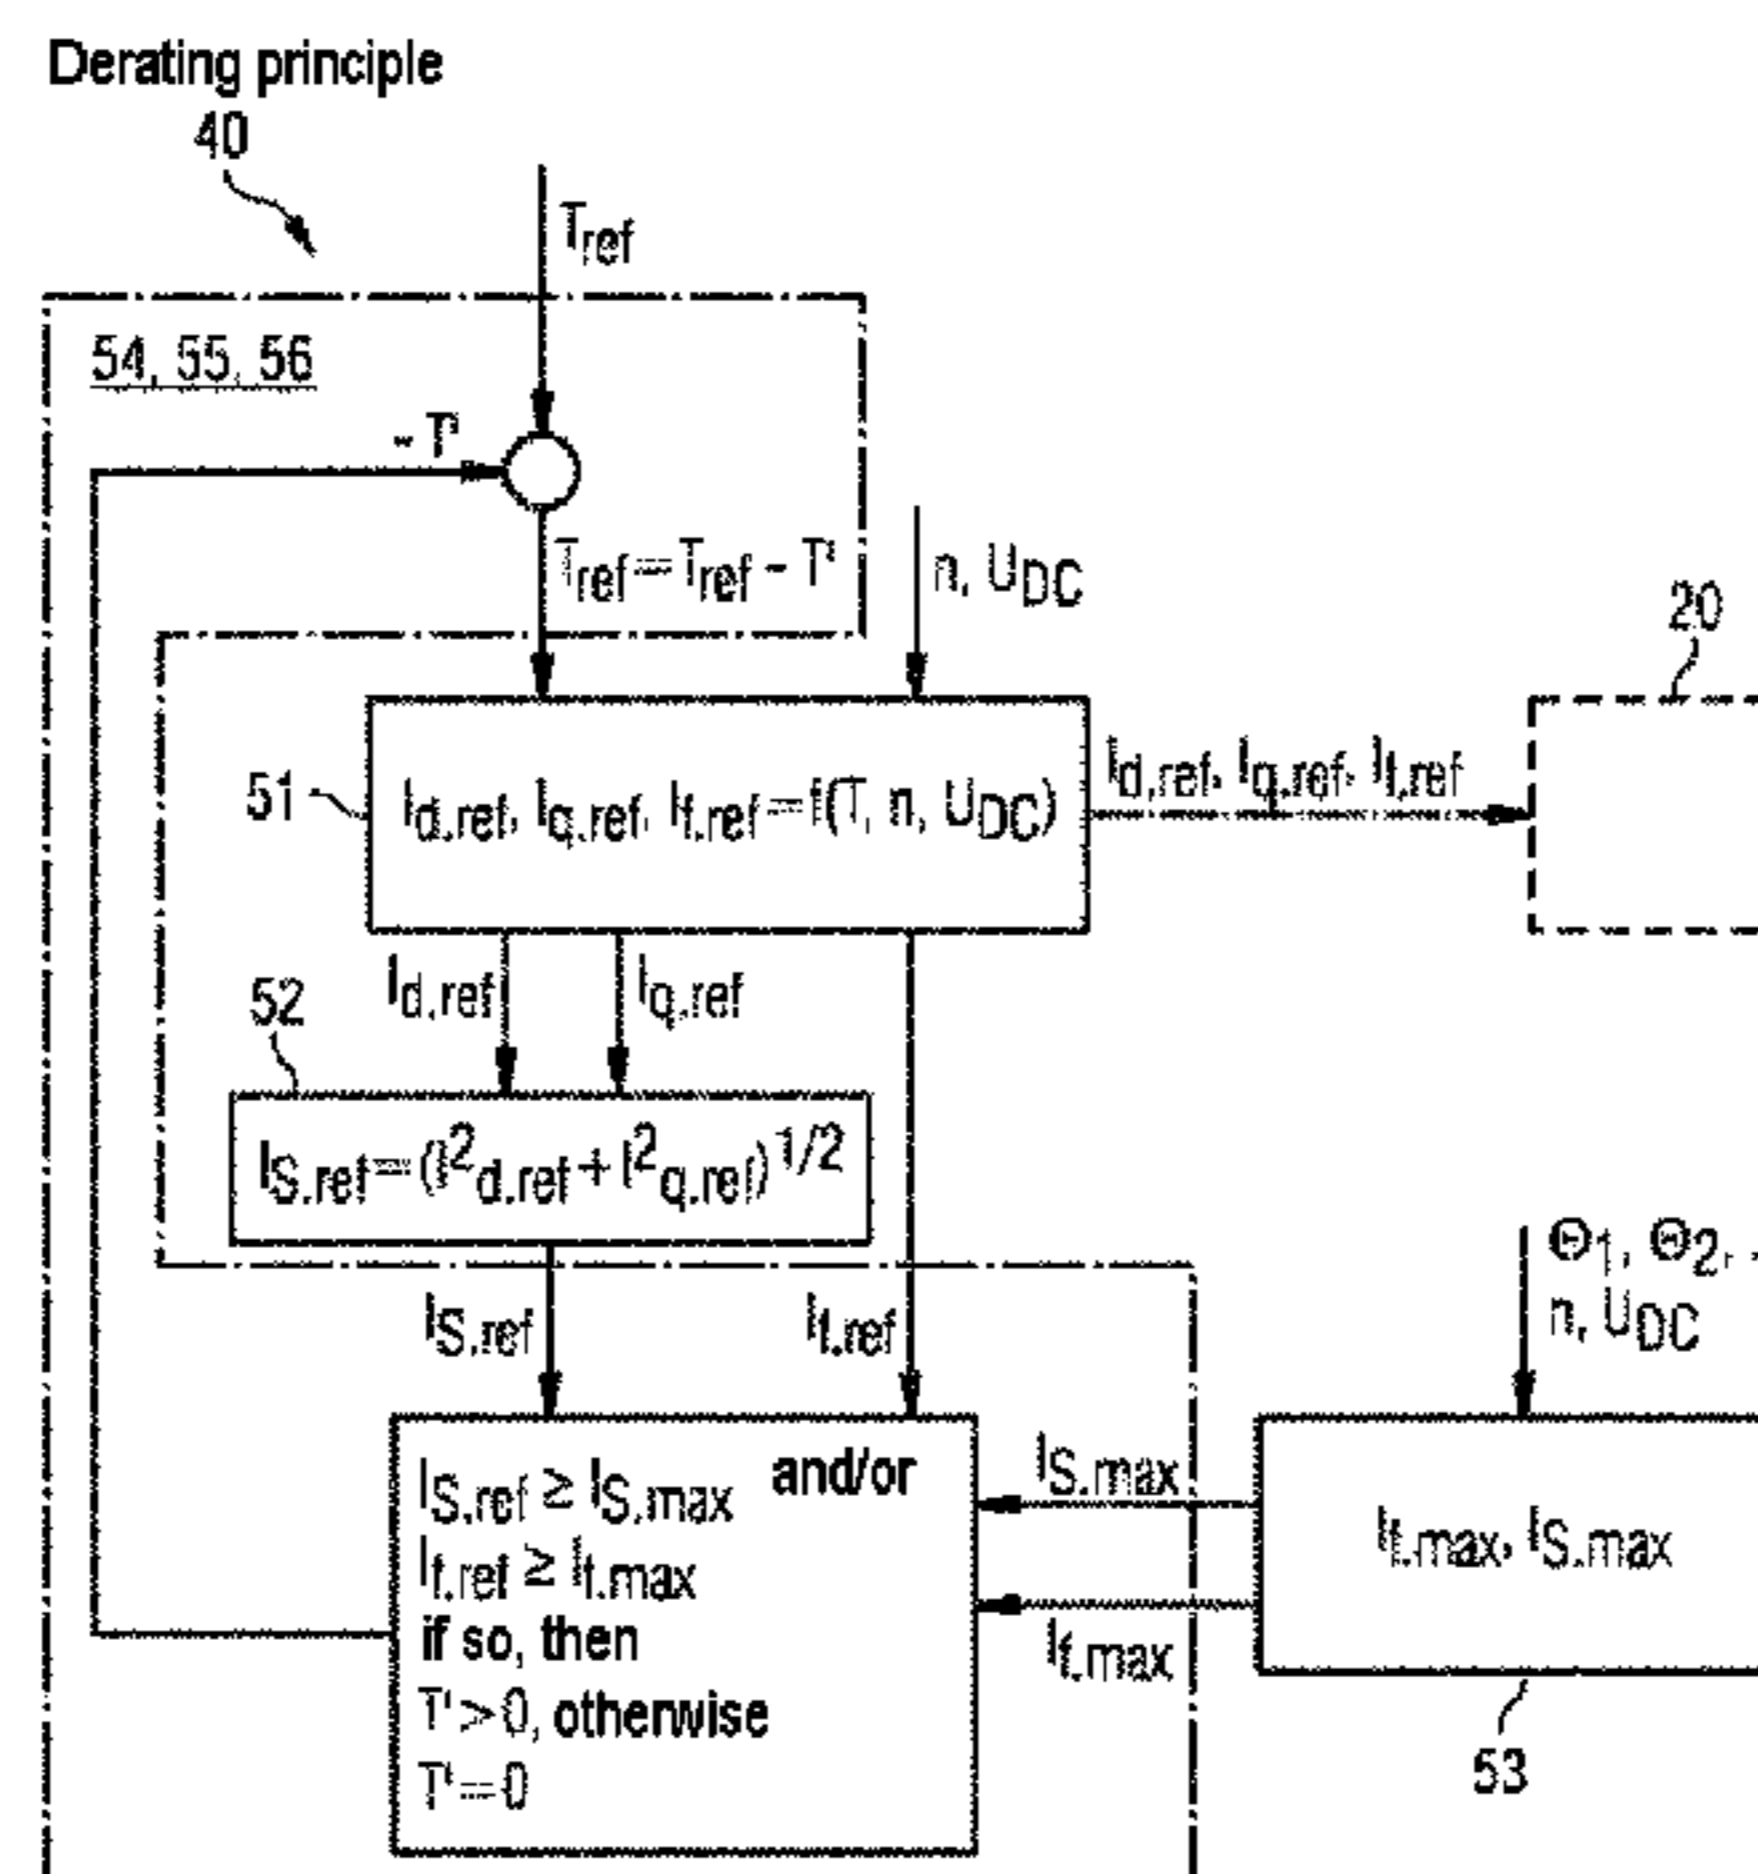 Derating principle
40
Tref
54, 55, 56
- T'
Tref = Tref - T'
n, UDC
20
51
Id.ref, Iq.ref, If.ref = f(T, n, UDC)
Id.ref, Iq.ref, If.ref
Id.ref
Iq.ref
52
IS.ref = (I²d.ref + I²q.ref)1/2
Θ1, Θ2,
n, UDC
IS.ref
If.ref
and/or
IS.ref ≥ IS.max
If.ref ≥ If.max
if so, then
T' > 0, otherwise
T' = 0
IS.max
If.max
If.max, IS.max
53